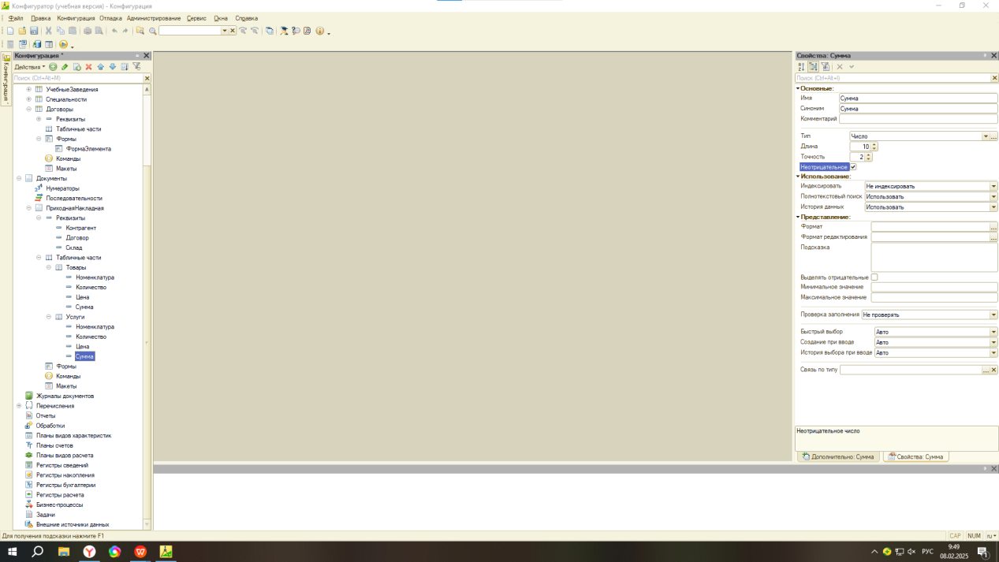 Конфигуратор (учебная версия) - Конфигурация
Файл Правка Конфигурация Отладка Администрирование Сервис Окна Справка
Конфигурация *
Действия
Поиск (Ctrl+Alt+M)
УчебныеЗаведения
Специальности
Договоры
Реквизиты
Табличные части
Формы
ФормаЭлемента
Команды
Макеты
Документы
Нумераторы
Последовательности
ПриходнаяНакладная
Реквизиты
Контрагент
Договор
Склад
Табличные части
Товары
Номенклатура
Количество
Цена
Сумма
Услуги
Номенклатура
Количество
Цена
Сумма
Формы
Команды
Макеты
Журналы документов
Перечисления
Отчеты
Обработки
Планы видов характеристик
Планы счетов
Планы видов расчета
Регистры сведений
Регистры накопления
Регистры бухгалтерии
Регистры расчета
Бизнес-процессы
Задачи
Внешние источники данных
Конфигурация *
Свойства: Сумма
Поиск (Ctrl+Alt+I)
Основные:
Имя Сумма
Синоним Сумма
Комментарий
Тип Число
Длина 10
Точность 2
Неотрицательное
Использование:
Индексировать Не индексировать
Полнотекстовый поиск Использовать
История данных Использовать
Представление:
Формат
Формат редактирования
Подсказка
Выделять отрицательные
Минимальное значение
Максимальное значение
Проверка заполнения Не проверять
Быстрый выбор Авто
Создание при вводе Авто
История выбора при вводе Авто
Связь по типу
Неотрицательное число
Дополнительно: Сумма Свойства: Сумма
Для получения подсказки нажмите F1
CAP NUM ru
РУС
9:49
08.02.2025
1